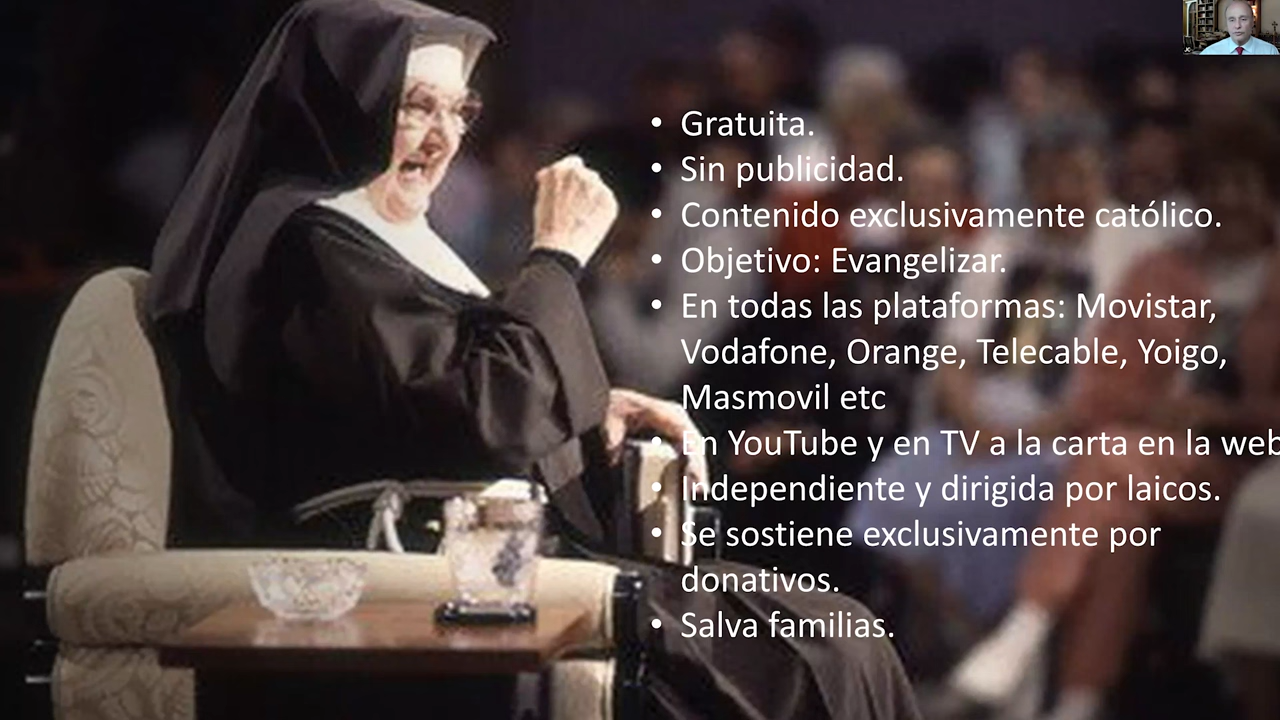 • Gratuita.
• Sin publicidad.
• Contenido exclusivamente católico.
• Objetivo: Evangelizar.
• En todas las plataformas: Movistar,
Vodafone, Orange, Telecable, Yoigo,
Masmovil etc
• En YouTube y en TV a la carta en la web
• Independiente y dirigida por laicos.
• Se sostiene exclusivamente por
donativos.
• Salva familias.